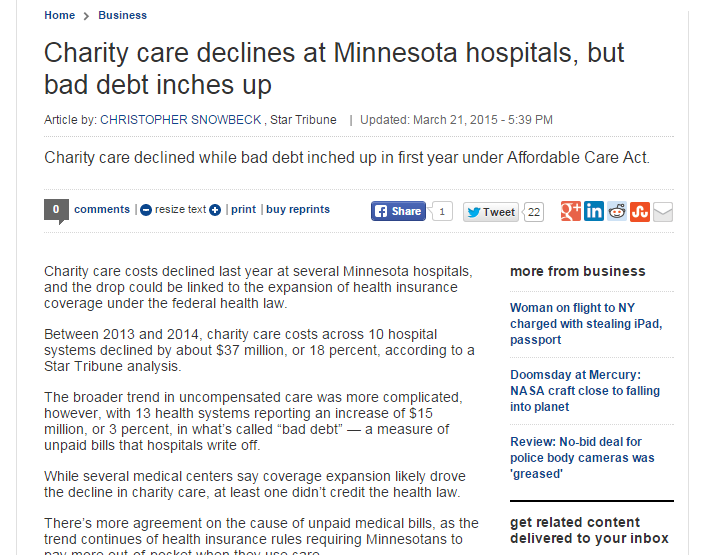 Home > Business
Charity care declines at Minnesota hospitals, but
bad debt inches up
Article by: CHRISTOPHER SNOWBECK , Star Tribune | Updated: March 21, 2015 - 5:39 PM
Charity care declined while bad debt inched up in first year under Affordable Care Act.
0 comments | resize text | print | buy reprints Share 1 Tweet 22
Charity care costs declined last year at several Minnesota hospitals,
and the drop could be linked to the expansion of health insurance
coverage under the federal health law.
Between 2013 and 2014, charity care costs across 10 hospital
systems declined by about $37 million, or 18 percent, according to a
Star Tribune analysis.
The broader trend in uncompensated care was more complicated,
however, with 13 health systems reporting an increase of $15
million, or 3 percent, in what's called “bad debt” — a measure of
unpaid bills that hospitals write off.
While several medical centers say coverage expansion likely drove
the decline in charity care, at least one didn't credit the health law.
There's more agreement on the cause of unpaid medical bills, as the
trend continues of health insurance rules requiring Minnesotans to
pay more out-of-pocket when they use care.
more from business
Woman on flight to NY
charged with stealing iPad,
passport
Doomsday at Mercury:
NASA craft close to falling
into planet
Review: No-bid deal for
police body cameras was
'greased'
get related content
delivered to your inbox